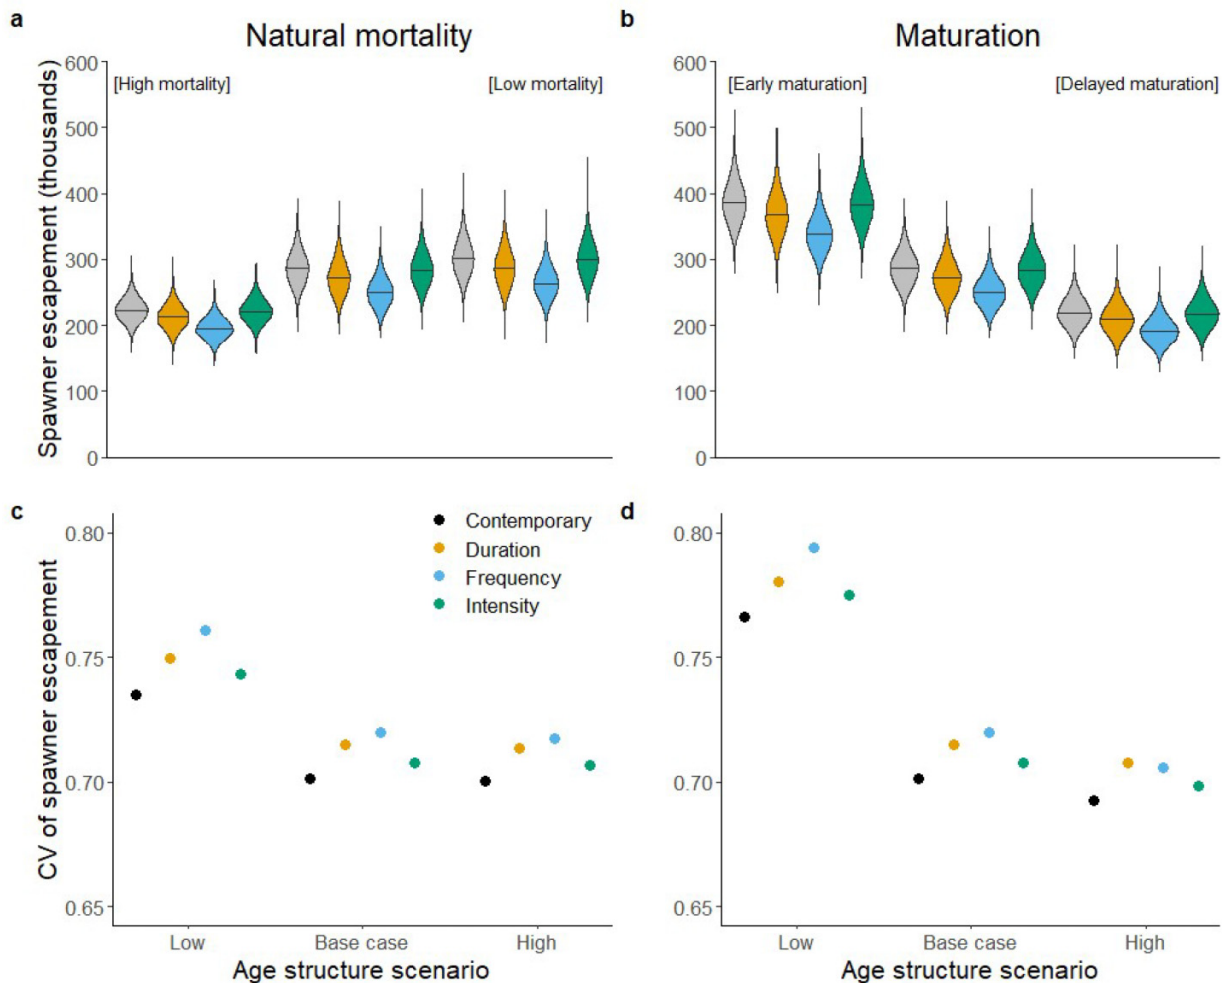 a
Natural mortality
b
Maturation
Spawner escapement (thousands)
600
500
400
300
200
100
0
[High mortality]
[Low mortality]
600
500
400
300
200
100
0
[Early maturation]
[Delayed maturation]
c
CV of spawner escapement
0.80
0.75
0.70
0.65
Contemporary
Duration
Frequency
Intensity
Low
Base case
High
Age structure scenario
d
0.80
0.75
0.70
0.65
Low
Base case
High
Age structure scenario